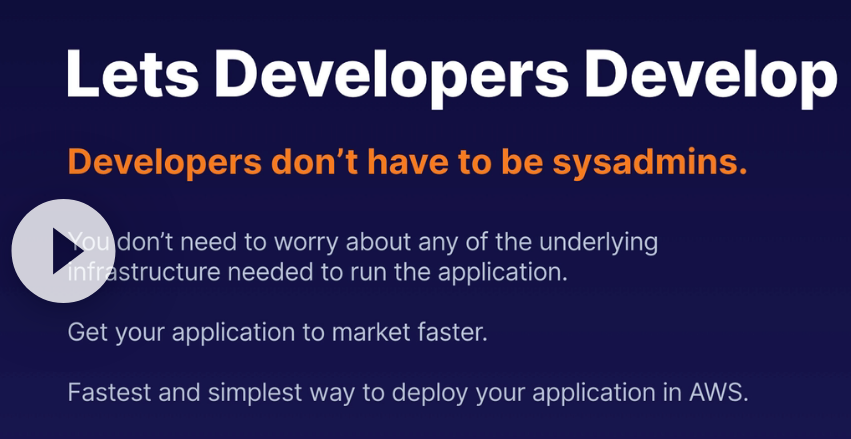 Lets Developers Develop
Developers don’t have to be sysadmins.
You don’t need to worry about any of the underlying
infrastructure needed to run the application.
Get your application to market faster.
Fastest and simplest way to deploy your application in AWS.